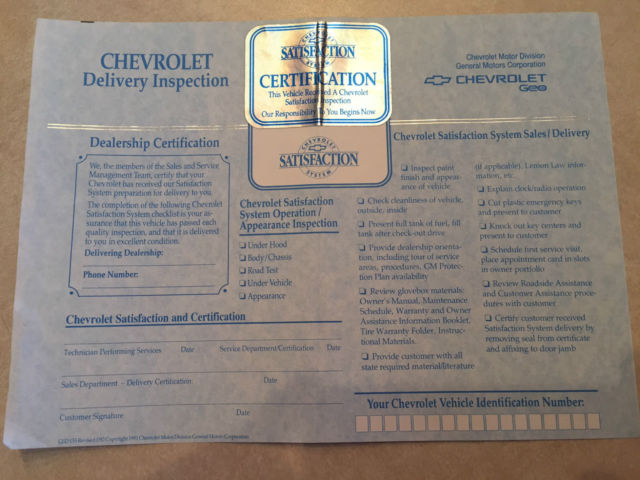 CHEVROLET
Delivery Inspection
CHEVROLET
SATISFACTION
SYSTEM
CERTIFICATION
This Vehicle Received A Chevrolet
Satisfaction Inspection
Our Responsibility To You Begins Now
Chevrolet Motor Division
General Motors Corporation
CHEVROLET
Geo
Dealership Certification
We, the members of the Sales and Service
Management Team, certify that your
Chevrolet has received our Satisfaction
System preparation for delivery to you.
The completion of the following Chevrolet
Satisfaction System checklist is your as-
surance that this vehicle has passed each
quality inspection, and that it is delivered
to you in excellent condition.
Delivering Dealership:
Phone Number:
CHEVROLET
SATISFACTION
SYSTEM
Chevrolet Satisfaction
System Operation /
Appearance Inspection
Under Hood
Body/Chassis
Road Test
Under Vehicle
Appearance
Chevrolet Satisfaction System Sales / Delivery
Inspect paint
finish and appear-
ance of vehicle
Check cleanliness of vehicle,
outside, inside
Present full tank of fuel, fill
tank after check-out drive
Provide dealership orienta-
tion, including tour of service
areas, procedures, GM Protec-
tion Plan availability
Review glovebox materials:
Owner's Manual, Maintenance
Schedule, Warranty and Owner
Assistance Information Booklet,
Tire Warranty Folder, Instruc-
tional Materials.
Provide customer with all
state required material/literature
(if applicable), Lemon Law infor-
mation, etc.
Explain clock/radio operation
Cut plastic emergency keys
and present to customer
Knock out key centers and
present to customer
Schedule first service visit,
place appointment card in slots
in owner portfolio
Review Roadside Assistance
and Customer Assistance proce-
dures with customer
Certify customer received
Satisfaction System delivery by
removing seal from certificate
and affixing to door jamb
Chevrolet Satisfaction and Certification
Technician Performing Services Date Service Department/Certification Date
Sales Department – Delivery Certification Date
Customer Signature Date
Your Chevrolet Vehicle Identification Number:
Revised 1992 Copyright Chevrolet Motor Division General Motors Corporation